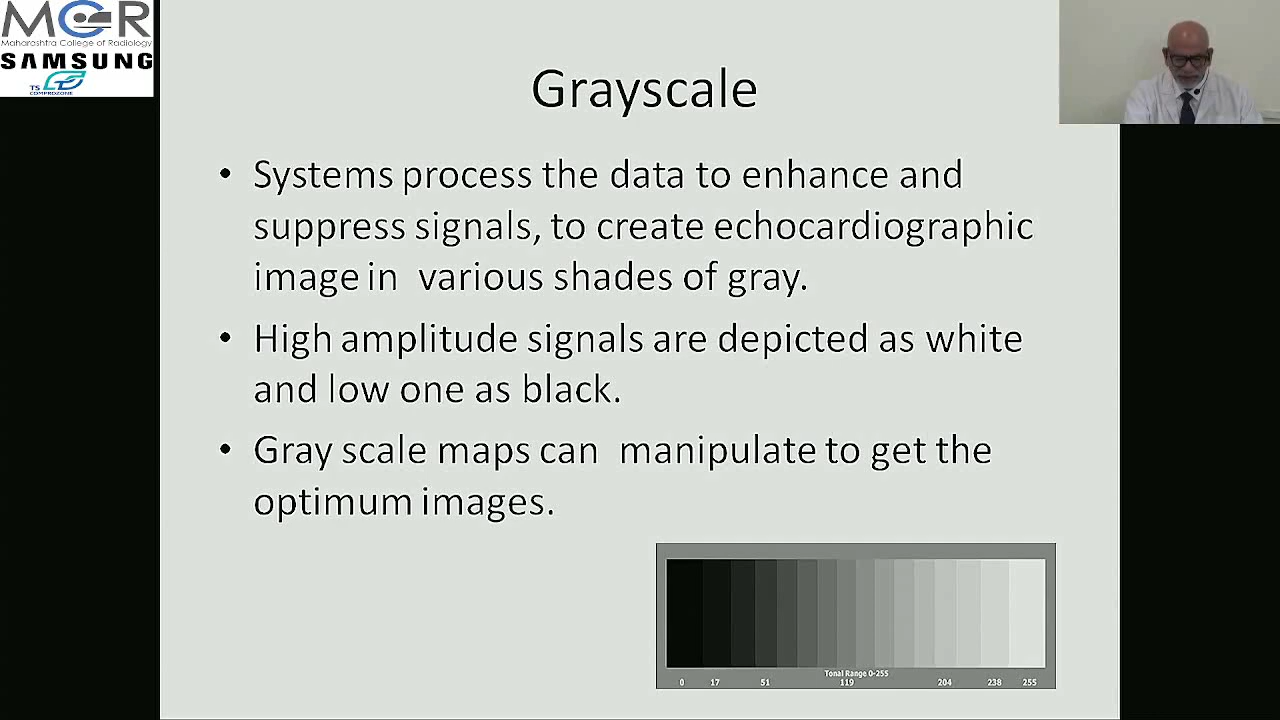 MCR
Maharashtra College of Radiology
SAMSUNG
TS
COMPROZONE
Grayscale
• Systems process the data to enhance and
suppress signals, to create echocardiographic
image in various shades of gray.
• High amplitude signals are depicted as white
and low one as black.
• Gray scale maps can manipulate to get the
optimum images.
Tonal Range 0-255
0 17 51 119 204 238 255